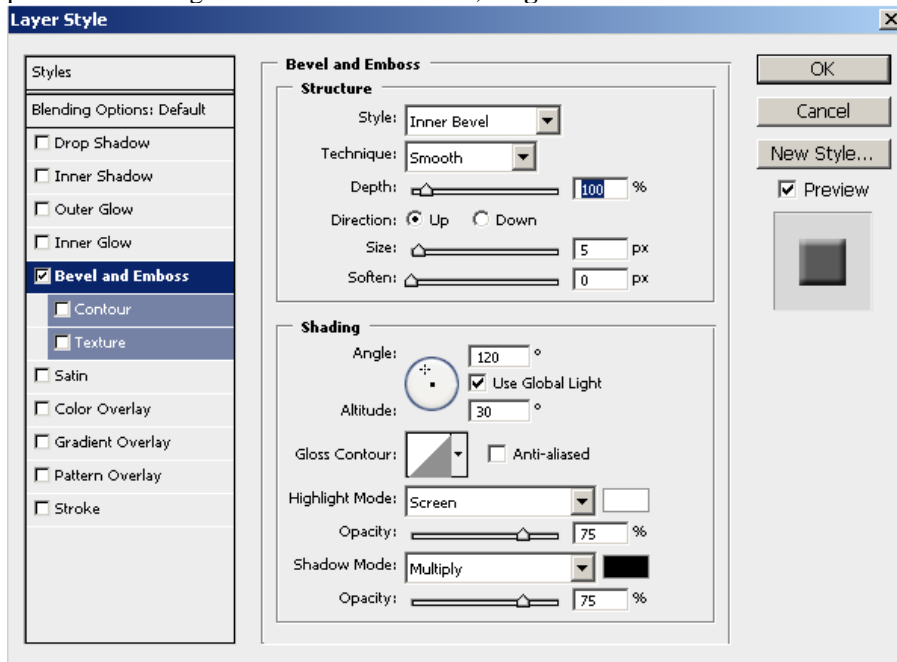 Layer Style
Styles
Blending Options: Default
Drop Shadow
Inner Shadow
Outer Glow
Inner Glow
Bevel and Emboss
Contour
Texture
Satin
Color Overlay
Gradient Overlay
Pattern Overlay
Stroke
Bevel and Emboss
Structure
Style: Inner Bevel
Technique: Smooth
Depth: 100 %
Direction: Up Down
Size: 5 px
Soften: 0 px
Shading
Angle: 120 °
Use Global Light
Altitude: 30 °
Gloss Contour: Anti-aliased
Highlight Mode: Screen
Opacity: 75 %
Shadow Mode: Multiply
Opacity: 75 %
OK
Cancel
New Style...
Preview